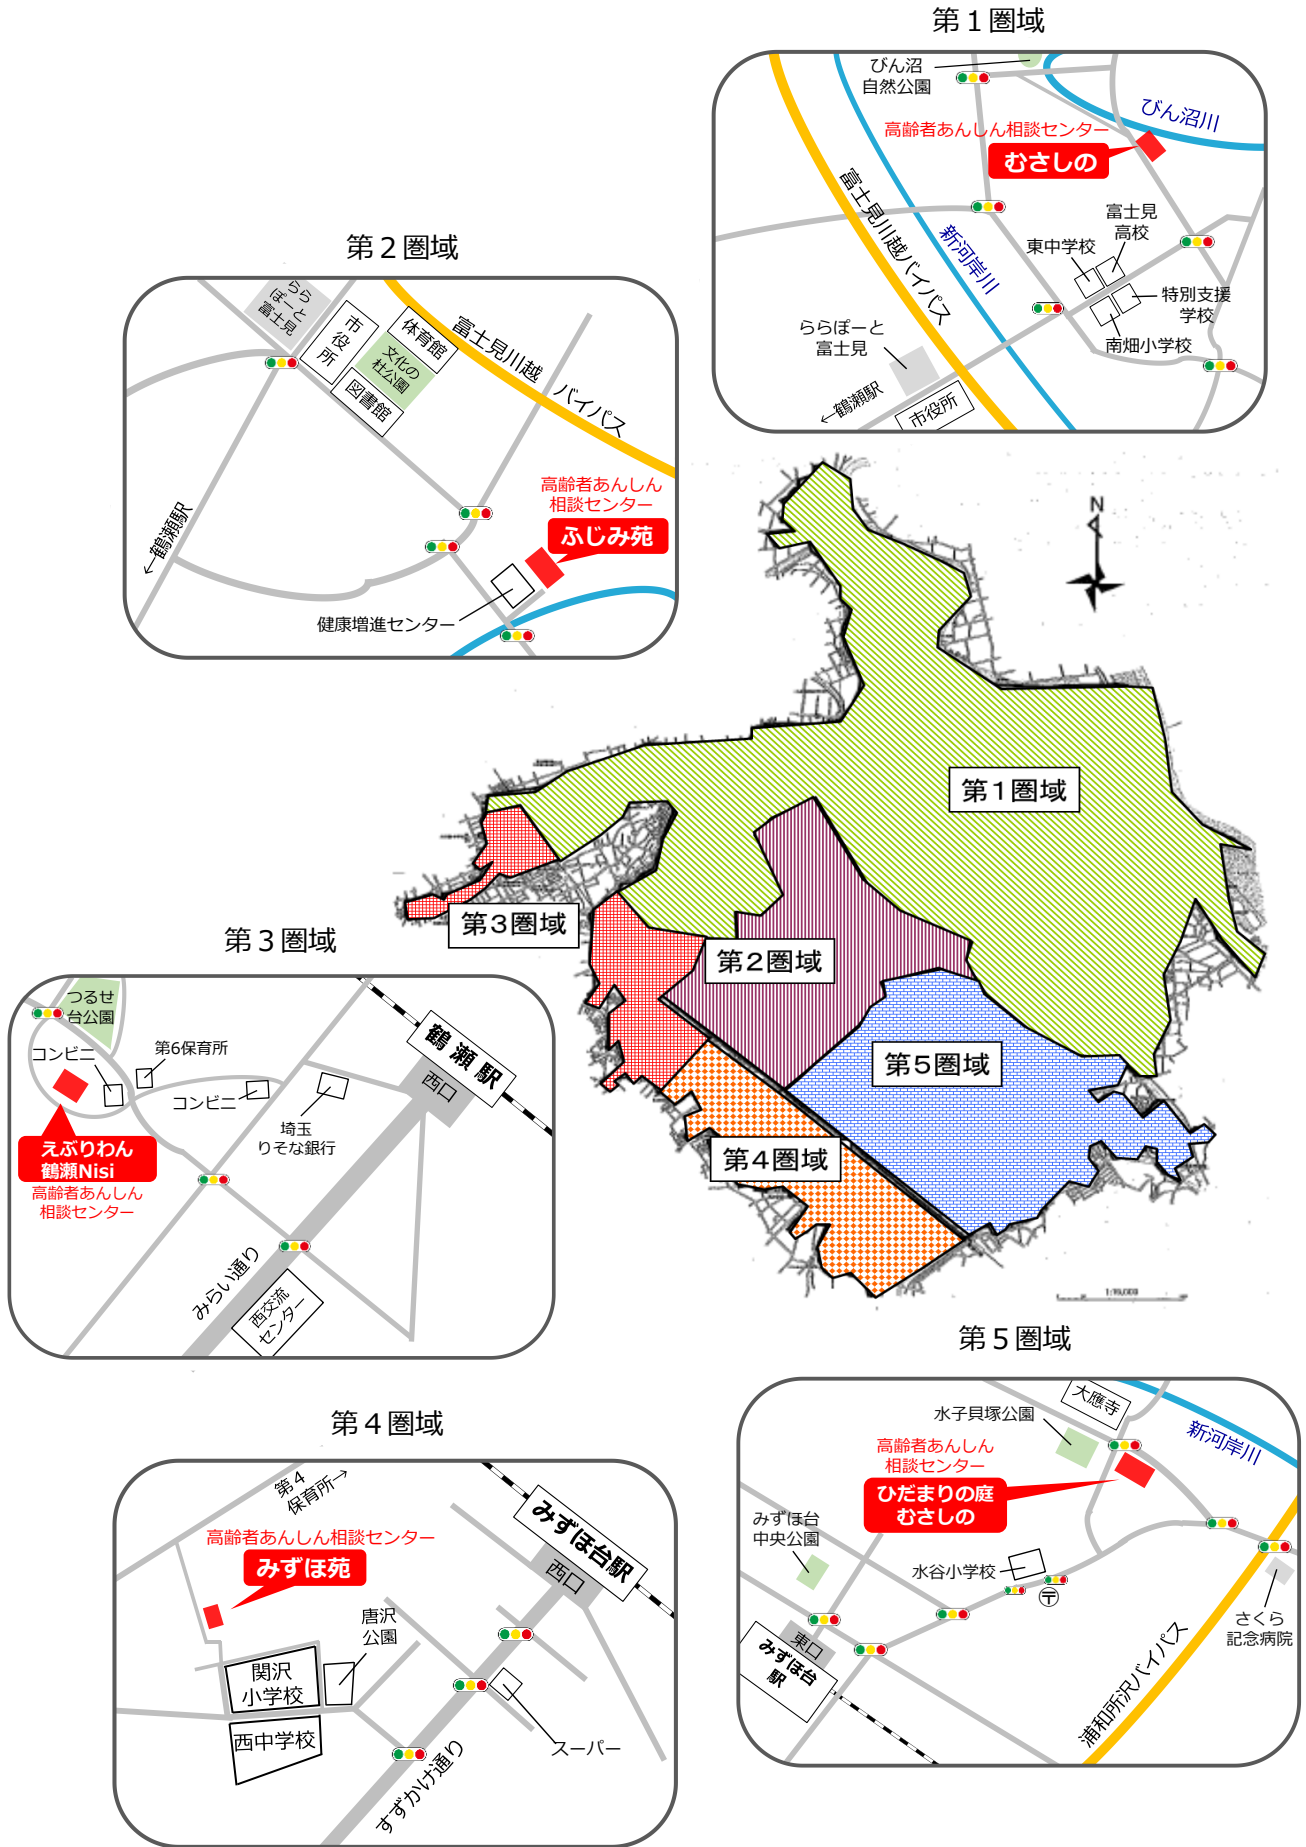 第１圏域
びん沼
自然公園
びん沼川
高齢者あんしん相談センター
むさしの
富士見川越バイパス
新河岸川
富士見
高校
東中学校
特別支援
学校
南畑小学校
ららぽーと
富士見
←鶴瀬駅
市役所
第２圏域
らら
ぽーと
富士見
市役所
体育館
文化の
杜公園
図書館
富士見川越
バイパス
高齢者あんしん
相談センター
ふじみ苑
←鶴瀬駅
健康増進センター
N
第１圏域
第３圏域
第２圏域
第５圏域
第４圏域
第３圏域
つるせ
台公園
コンビニ
第6保育所
コンビニ
鶴瀬駅
西口
埼玉
りそな銀行
えぶりわん
鶴瀬Nisi
高齢者あんしん
相談センター
みらい通り
西交流
センター
第４圏域
第４
保育所→
高齢者あんしん相談センター
みずほ苑
みずほ台駅
西口
唐沢
公園
関沢
小学校
西中学校
スーパー
すずかけ通り
第５圏域
水子貝塚公園
大應寺
新河岸川
高齢者あんしん
相談センター
ひだまりの庭
むさしの
みずほ台
中央公園
水谷小学校
〒
さくら
記念病院
東口
みずほ台
駅
浦和所沢バイパス